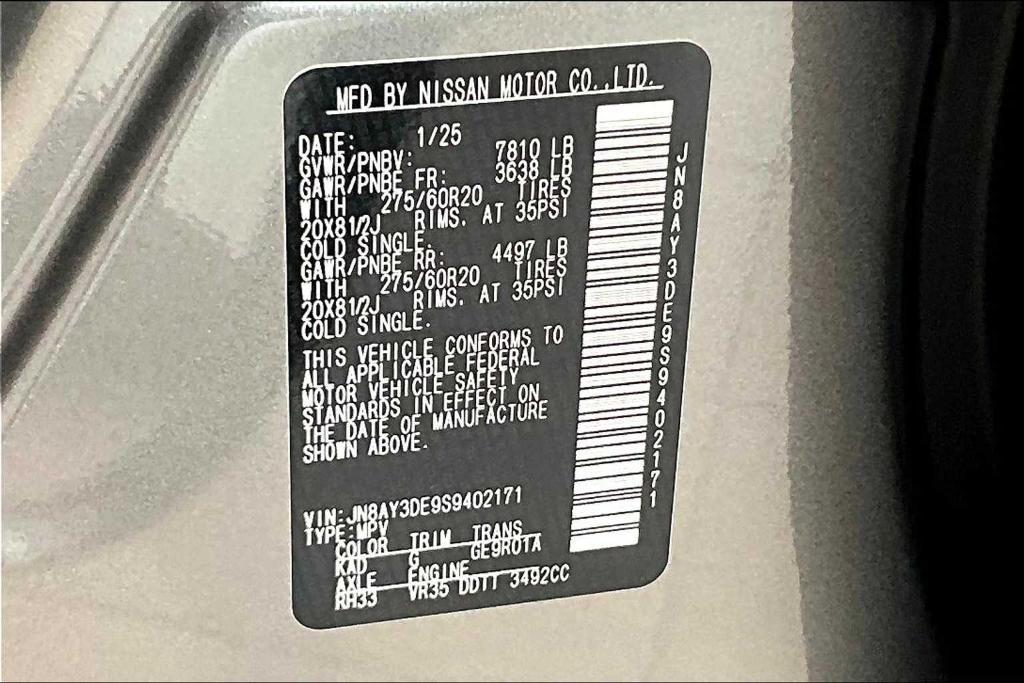 MFD BY NISSAN MOTOR CO.,LTD.
DATE: 1/25
GVWR/PNBV: 7810 LB
GAWR/PNBE FR: 3638 LB
WITH 275/60R20 TIRES
20X81/2J RIMS. AT 35PSI
COLD SINGLE.
GAWR/PNBE RR: 4497 LB
WITH 275/60R20 TIRES
20X81/2J RIMS. AT 35PSI
COLD SINGLE.
THIS VEHICLE CONFORMS TO
ALL APPLICABLE FEDERAL
MOTOR VEHICLE SAFETY
STANDARDS IN EFFECT ON
THE DATE OF MANUFACTURE
SHOWN ABOVE.
VIN:JN8AY3DE9S9402171
TYPE:MPV
COLOR TRIM TRANS
KAD G GE9R01A
AXLE ENGINE
RH33 VR35 DDTT 3492CC
JN8AY3DE9S9402171